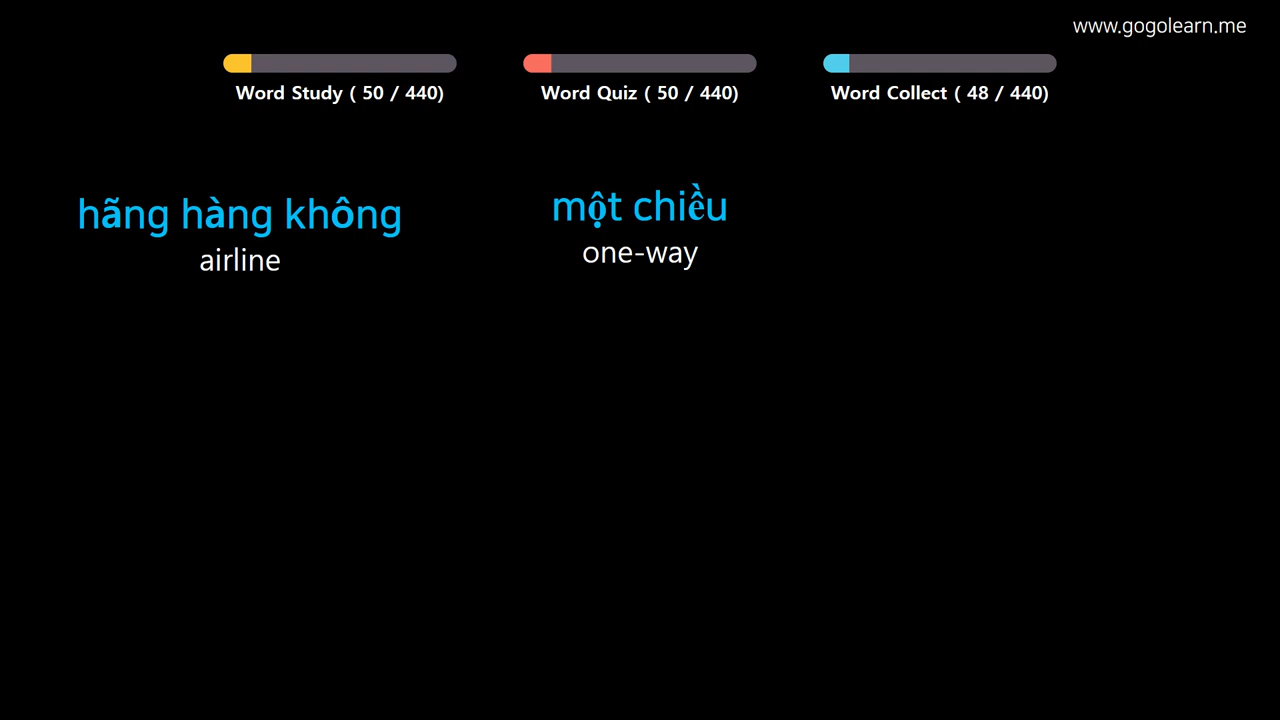 www.gogolearn.me
Word Study ( 50 / 440)
Word Quiz ( 50 / 440)
Word Collect ( 48 / 440)
hãng hàng không
airline
một chiều
one-way